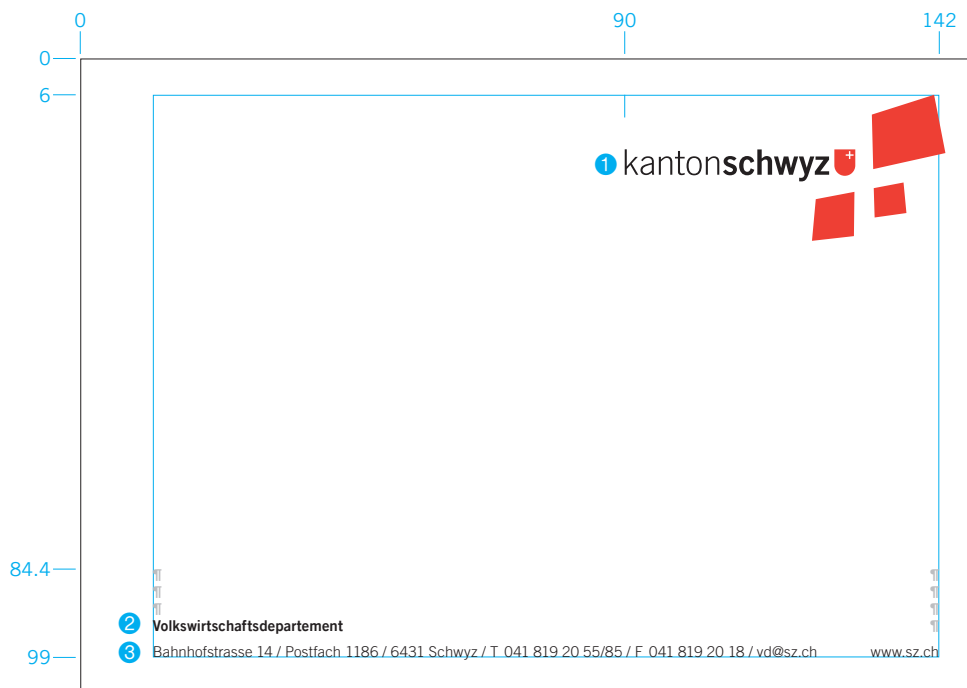 0 90 142
0
6
1 kantonschwyz
84.4 ¶ ¶
¶ ¶
¶ ¶
2 Volkswirtschaftsdepartement ¶
99 3 Bahnhofstrasse 14 / Postfach 1186 / 6431 Schwyz / T 041 819 20 55/85 / F 041 819 20 18 / vd@sz.ch www.sz.ch